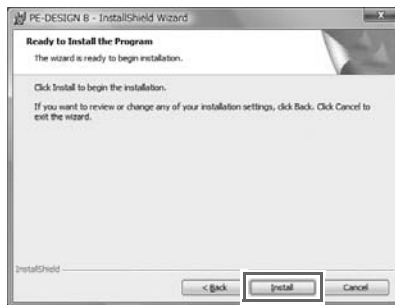 PE-DESIGN 8 - InstallShield Wizard
Ready to Install the Program
The wizard is ready to begin installation.
Click Install to begin the installation.
If you want to review or change any of your installation settings, click Back. Click Cancel to
exit the wizard.
InstallShield
< Back Install Cancel